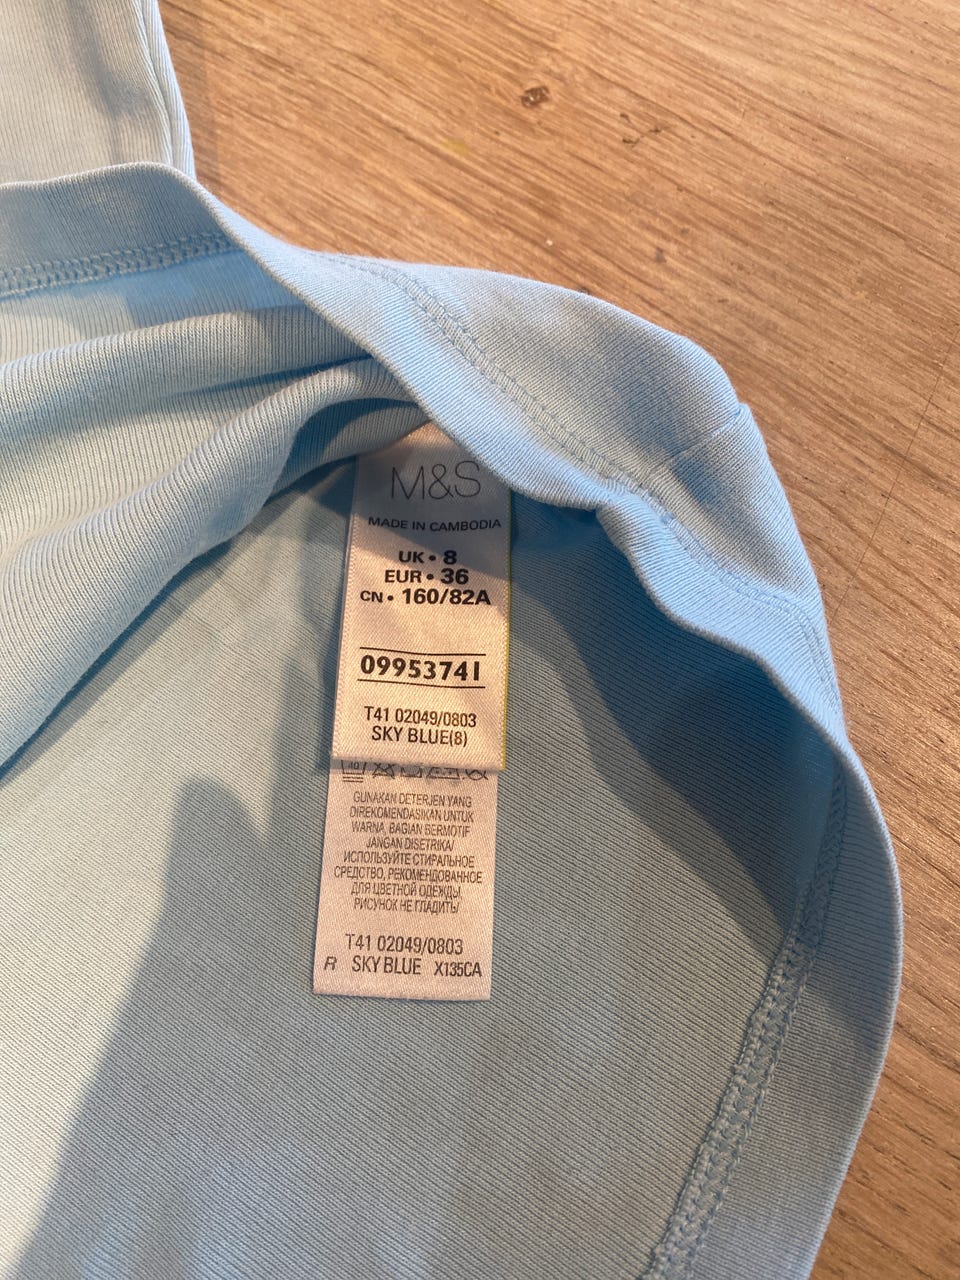 M&S
MADE IN CAMBODIA
UK • 8
EUR • 36
CN • 160/82A
09953741
T41 02049/0803
SKY BLUE(8)
40
GUNAKAN DETERJEN YANG
DIREKOMENDASIKAN UNTUK
WARNA, BAGIAN BERMOTIF
JANGAN DISETRIKA/
ИСПОЛЬЗУЙТЕ СТИРАЛЬНОЕ
СРЕДСТВО, РЕКОМЕНДОВАННОЕ
ДЛЯ ЦВЕТНОЙ ОДЕЖДЫ,
РИСУНОК НЕ ГЛАДИТЬ/
T41 02049/0803
R SKY BLUE X135CA